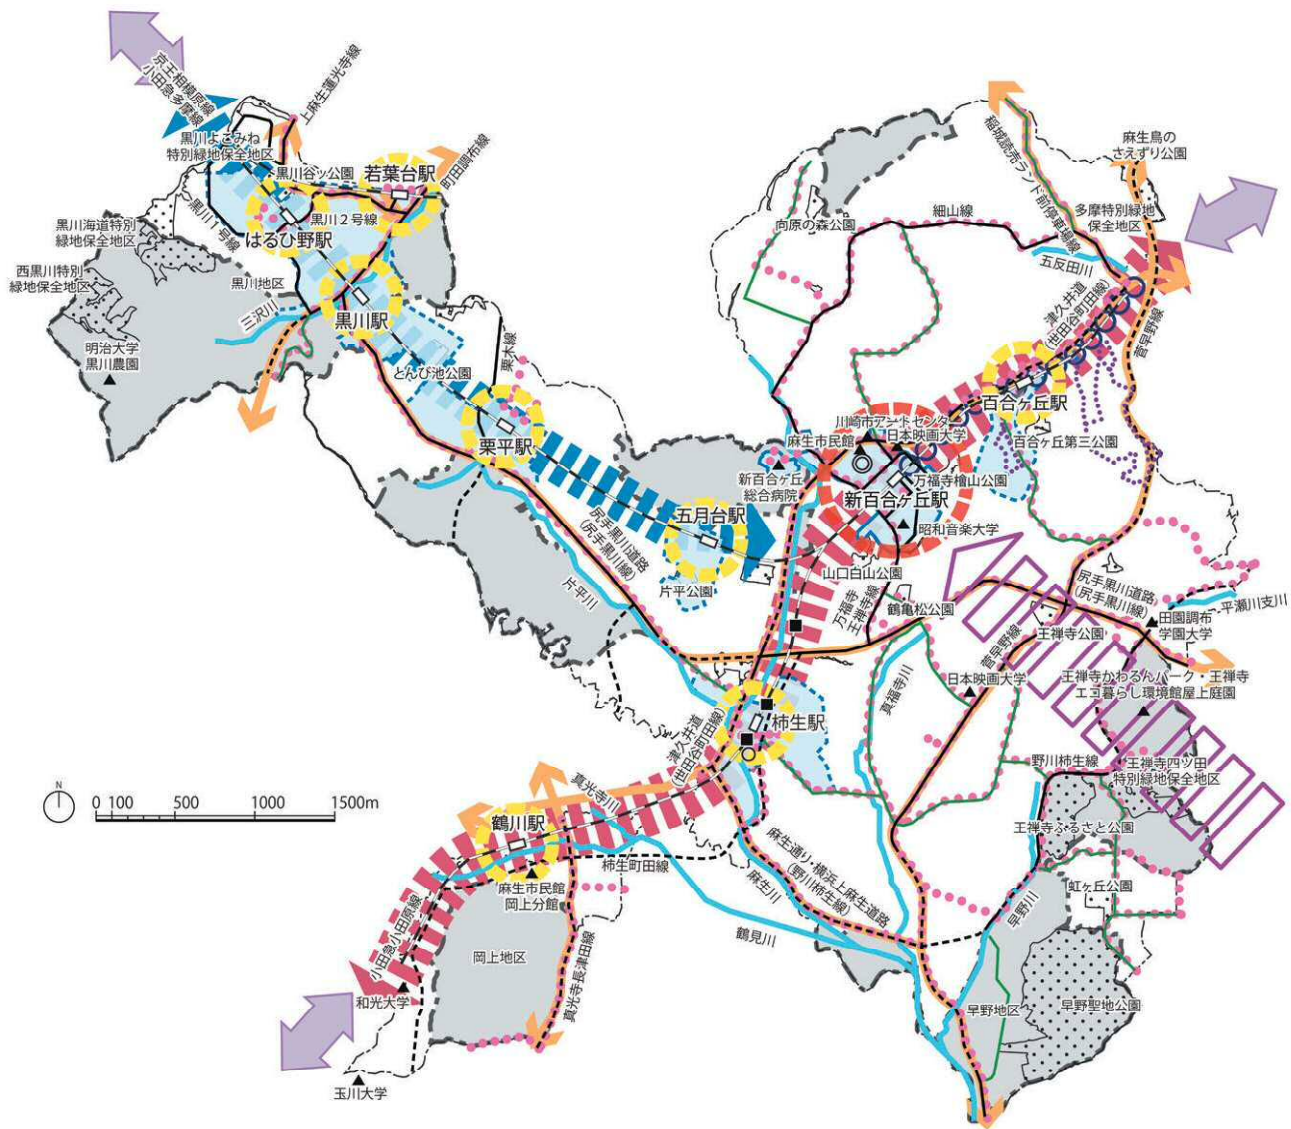 京王相模原線
小田急多摩線
上麻生蓮光寺線
黒川よこみね
特別緑地保全地区
黒川谷ッ公園
若葉台駅
町田調布線
黒川海道特別
緑地保全地区
黒川1号線
黒川2号線
はるひ野駅
西黒川特別
緑地保全地区
黒川地区
三沢川
黒川駅
明治大学
黒川農園
とんび池公園
栗木線
栗平駅
稲城読売ランド前停車場線
麻生鳥の
さえずり公園
多摩特別緑地
保全地区
向原の森公園
細山線
五反田川
津久井道
(世田谷町田線)
菅早野線
百合ヶ丘駅
百合ヶ丘第三公園
川崎市アートセンター
日本映画大学
麻生市民館
新百合ヶ丘
総合病院
万福寺檜山公園
新百合ヶ丘駅
昭和音楽大学
五月台駅
尻手黒川道路
(尻手黒川線)
片平公園
片平川
山口白山公園
万福寺
王禅寺線
鶴亀松公園
尻手黒川道路
(尻手黒川線)
平瀬川支川
田園調布
学園大学
王禅寺公園
菅早野線
日本映画大学
真福寺川
王禅寺かわるんパーク・王禅寺
エコ暮らし環境館屋上庭園
柿生駅
津久井道
(世田谷町田線)
野川柿生線
王禅寺四ツ田
特別緑地保全地区
N
0 100 500 1000 1500m
真光寺川
鶴川駅
王禅寺ふるさと公園
柿生町田線
麻生市民館
岡上分館
麻生通り・横浜上麻生道路
(野川柿生線)
麻生川
鶴見川
早野川
虹ヶ丘公園
小田急小田原線
岡上地区
真光寺長津田線
和光大学
早野地区
早野聖地公園
玉川大学